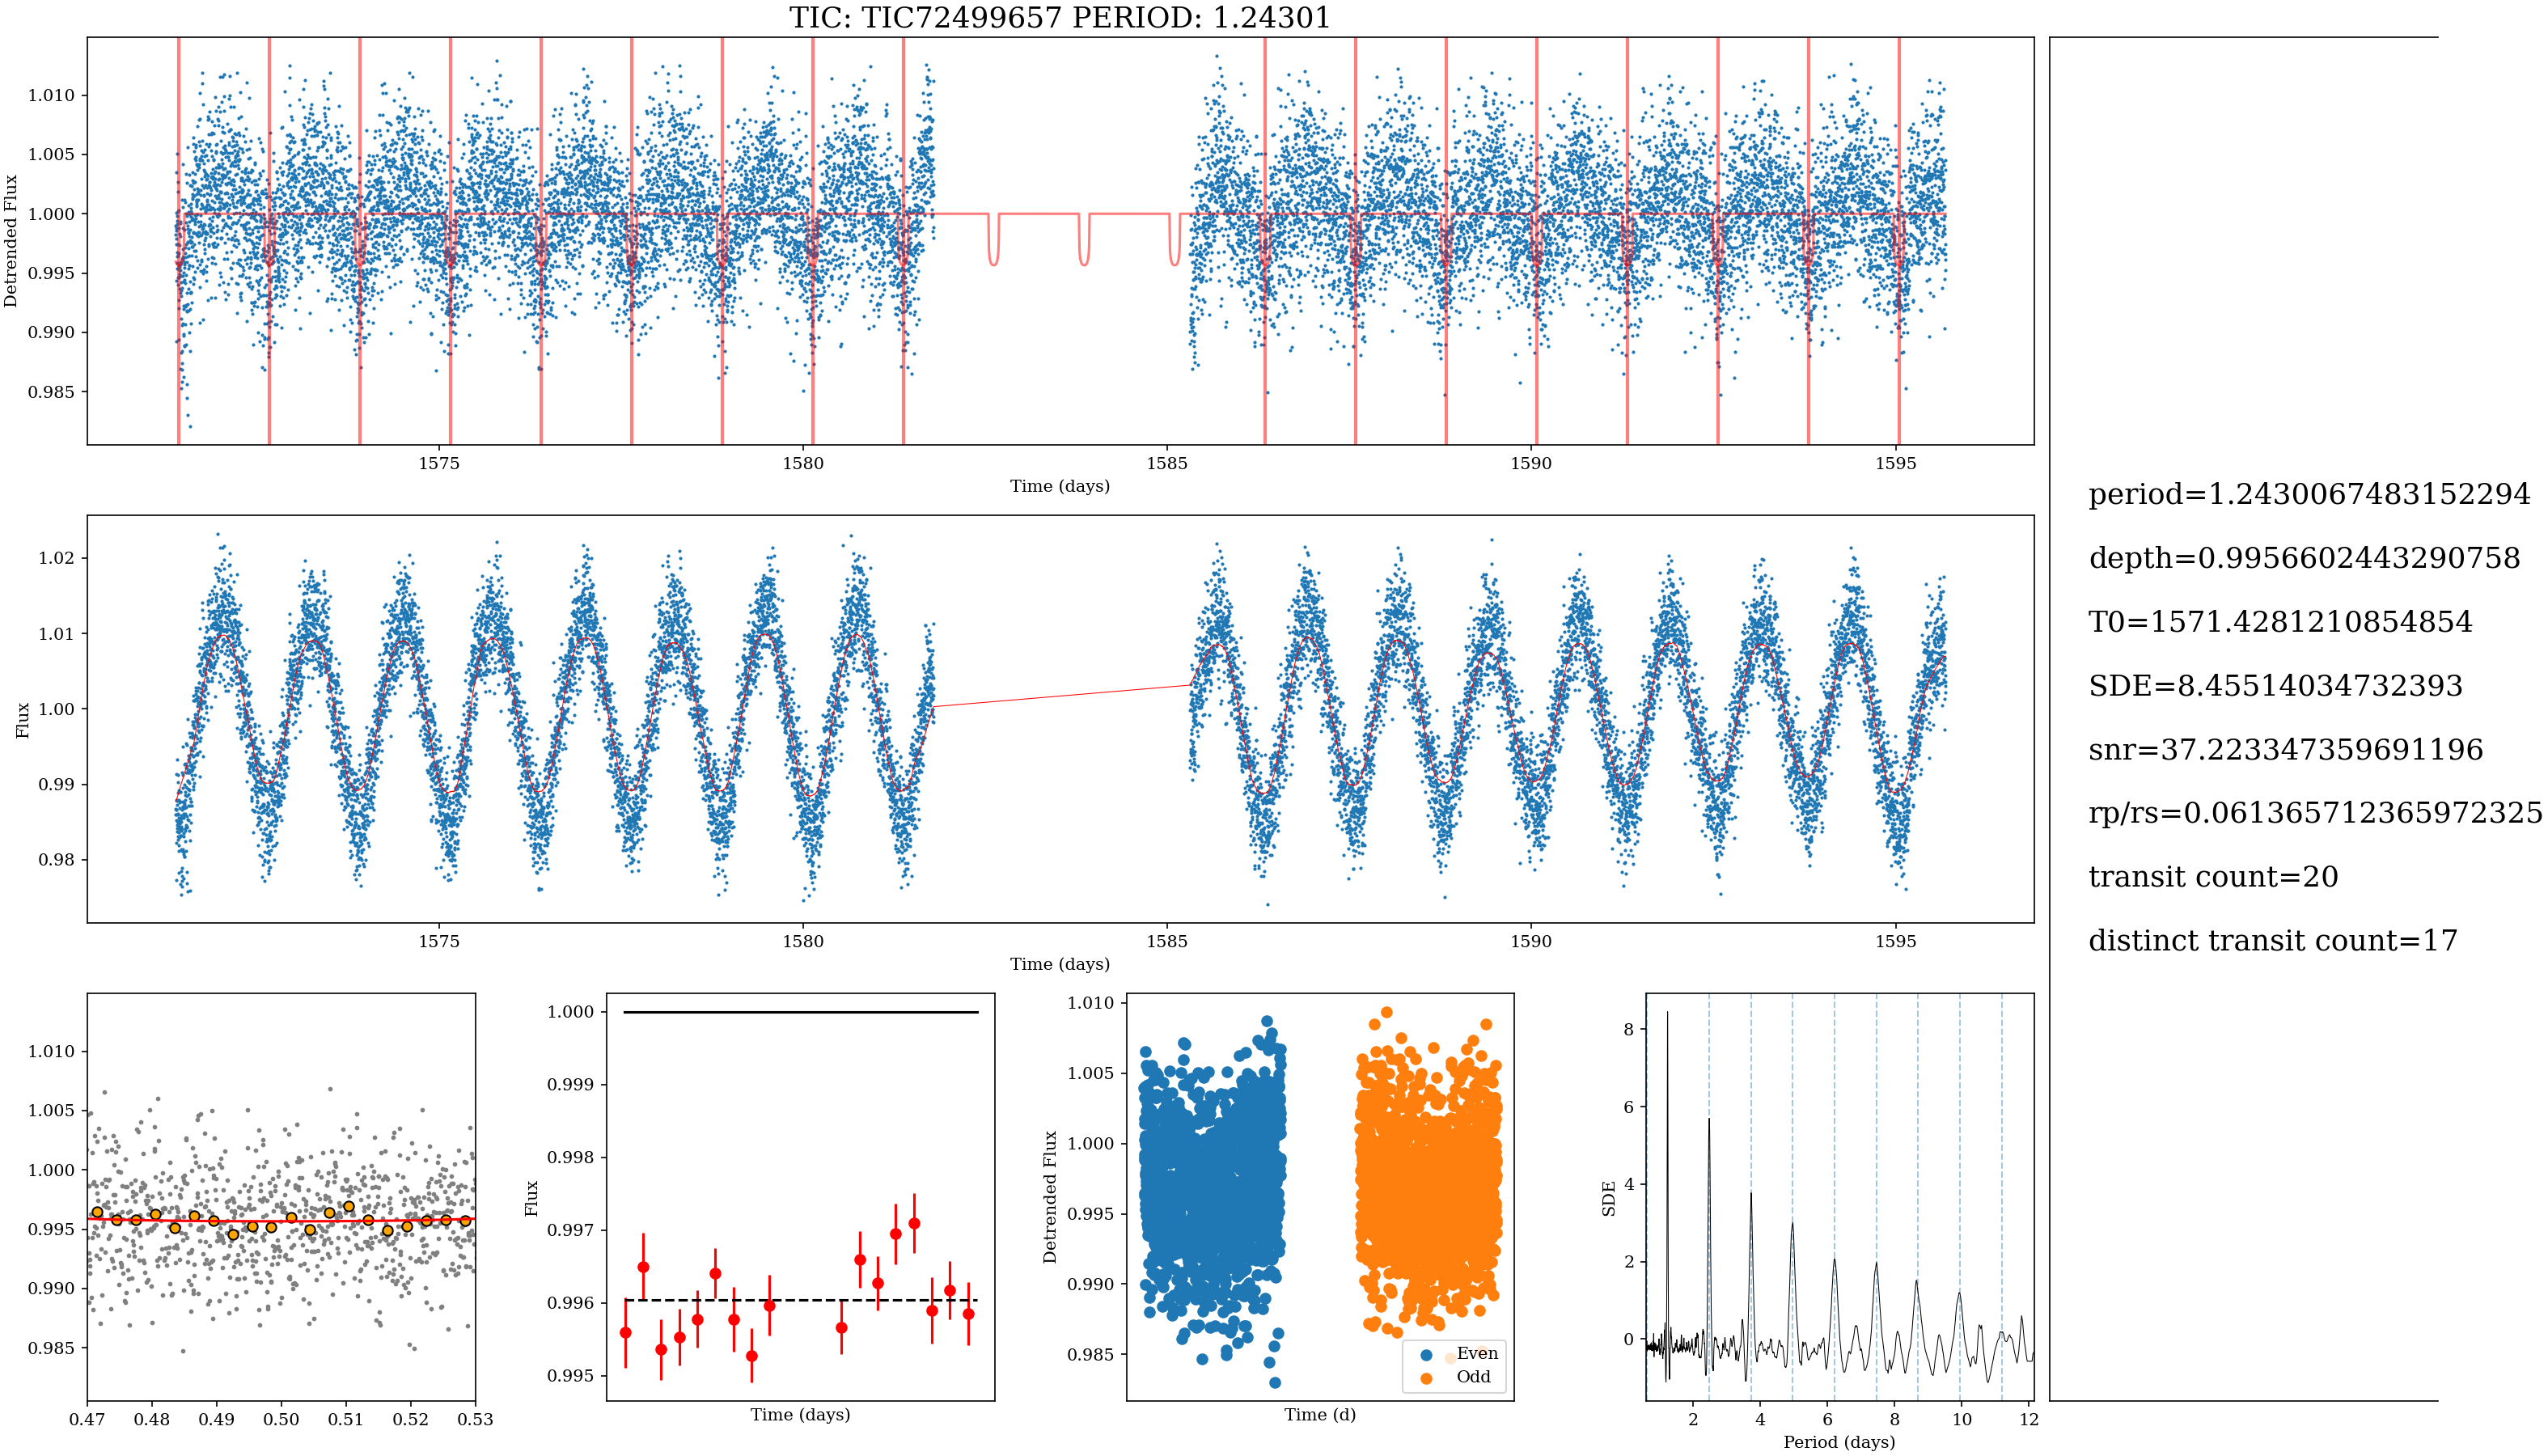 TIC: TIC72499657 PERIOD: 1.24301
Detrended Flux
1.010
1.005
1.000
0.995
0.990
0.985
1575 1580 1585 1590 1595
Time (days)
Flux
1.02
1.01
1.00
0.99
0.98
1575 1580 1585 1590 1595
Time (days)
period=1.2430067483152294
depth=0.9956602443290758
T0=1571.4281210854854
SDE=8.45514034732393
snr=37.223347359691196
rp/rs=0.061365712365972325
transit count=20
distinct transit count=17
1.010
1.005
1.000
0.995
0.990
0.985
0.47 0.48 0.49 0.50 0.51 0.52 0.53
Flux
1.000
0.999
0.998
0.997
0.996
0.995
Time (days)
Detrended Flux
1.010
1.005
1.000
0.995
0.990
0.985
Even
Odd
Time (d)
SDE
8
6
4
2
0
2 4 6 8 10 12
Period (days)